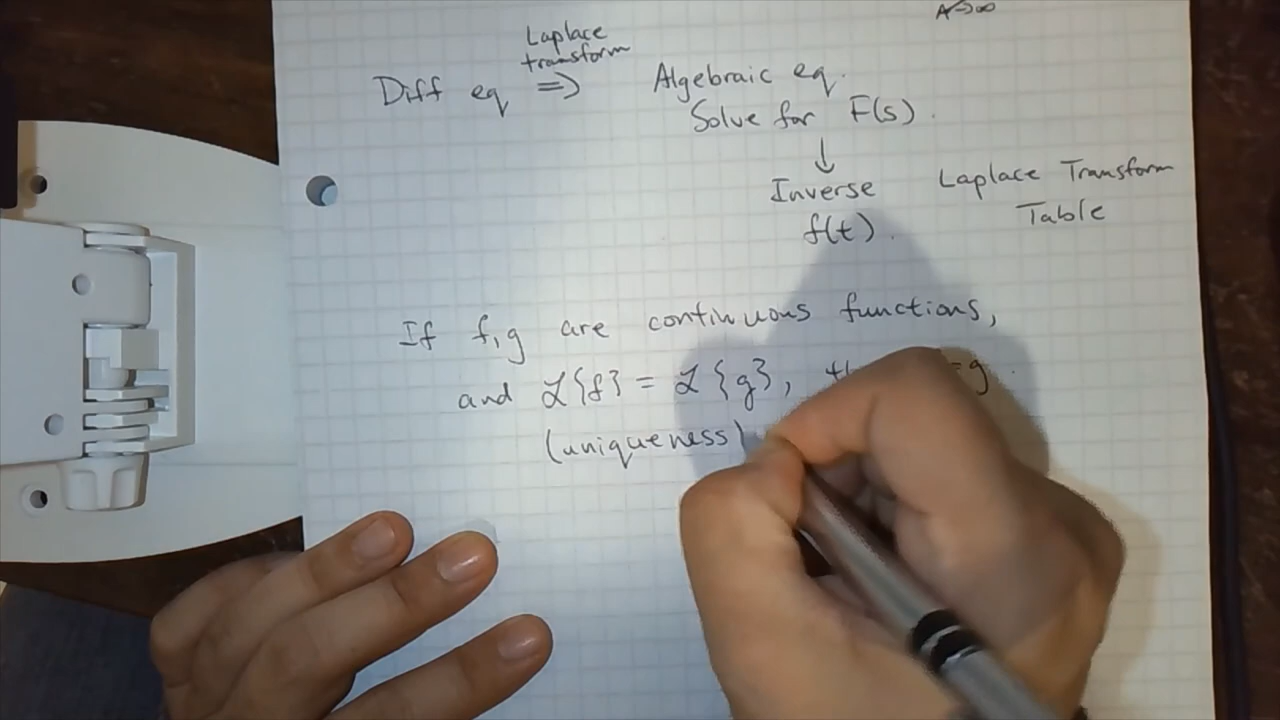 A→∞
Laplace
transform
Diff eq ⇒ Algebraic eq.
Solve for F(s).
↓
Inverse Laplace Transform
f(t). Table
If f,g are continuous functions,
and ℒ{f} = ℒ{g}, =g.
(uniqueness)